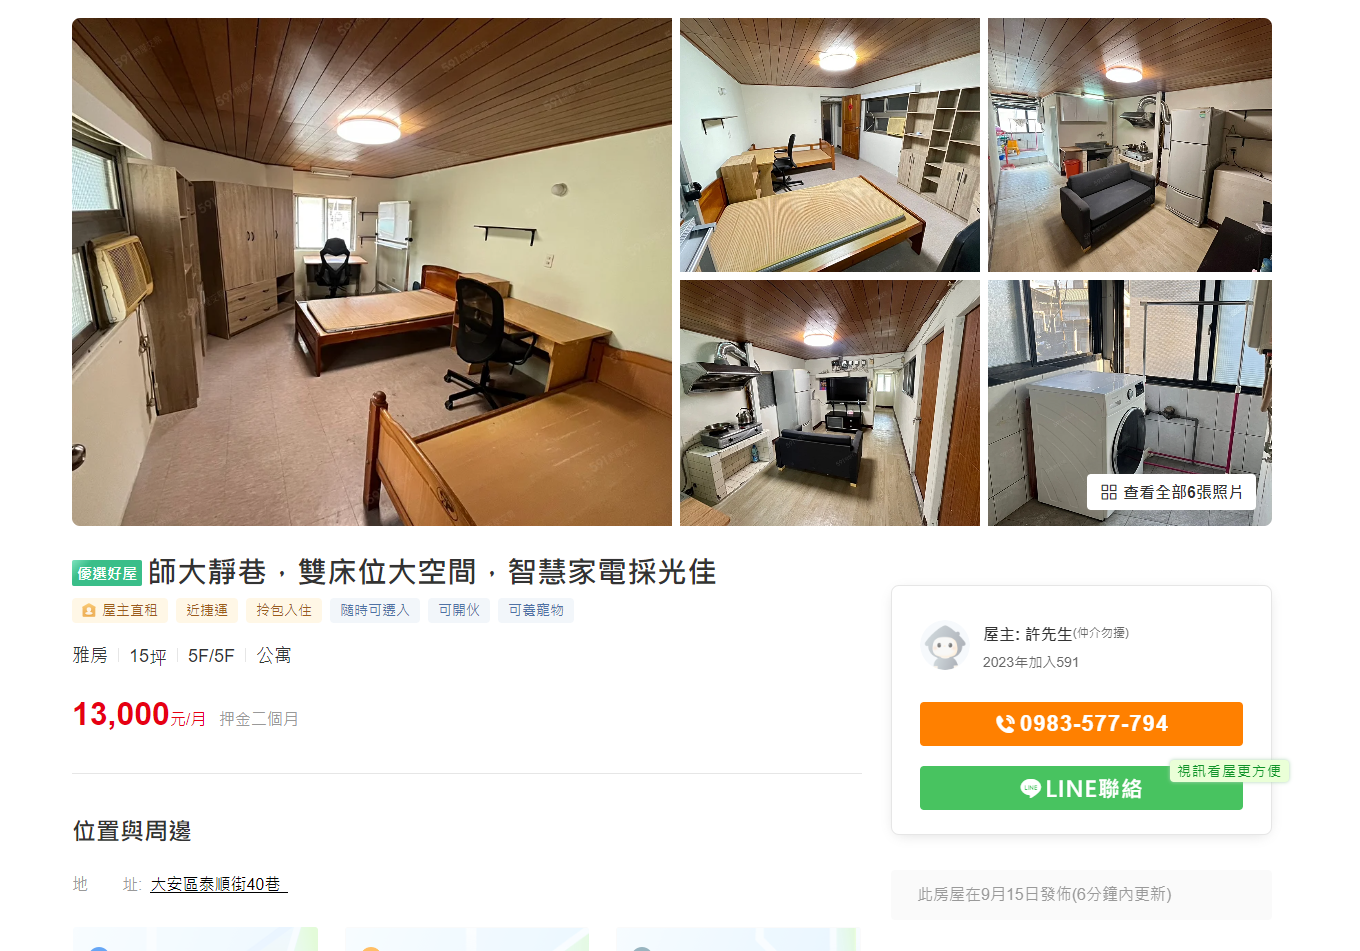 查看全部6張照片
優選好屋 師大靜巷，雙床位大空間，智慧家電採光佳
屋主直租 近捷運 拎包入住 隨時可遷入 可開伙 可養寵物
雅房 15坪 5F/5F 公寓
13,000元/月 押金二個月
位置與周邊
地 址: 大安區泰順街40巷
屋主: 許先生(仲介勿擾)
2023年加入591
0983-577-794
視訊看屋更方便
LINE聯絡
此房屋在9月15日發佈(6分鐘內更新)